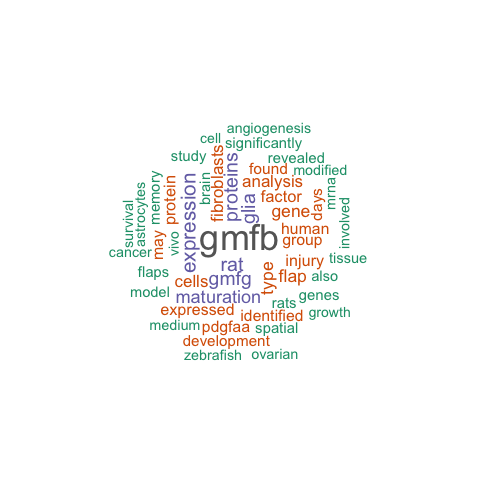 angiogenesis
cell significantly
study revealed
fibroblasts proteins found modified
brain analysis
memory protein expression glia factor days mrna
astrocytes gene
survival may vivo gmfb human involved
cancer group
rat injury tissue
flaps cells gmfg type flap also
model maturation rats genes
expressed identified growth
medium pdgfaa spatial
development
zebrafish ovarian